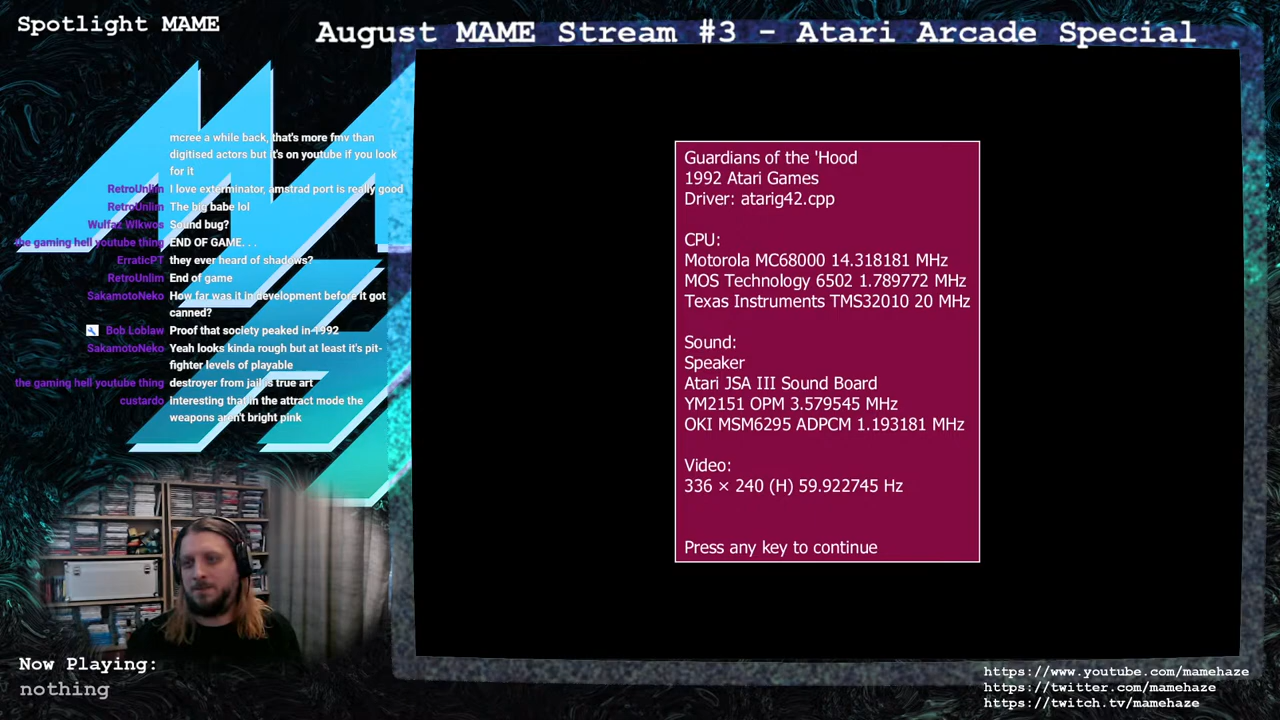 Spotlight MAME
August MAME Stream #3 - Atari Arcade Special
mcree a while back, that's more fmv than
digitised actors but it's on youtube if you look
for it
RetroUnlim I love exterminator, amstrad port is really good
RetroUnlim The big babe lol
Wulfaz Wlkwos Sound bug?
the gaming hell youtube thing END OF GAME. . .
ErraticPT they ever heard of shadows?
RetroUnlim End of game
SakamotoNeko How far was it in development before it got
canned?
Bob Loblaw Proof that society peaked in 1992
SakamotoNeko Yeah looks kinda rough but at least it's pit-
fighter levels of playable
the gaming hell youtube thing destroyer from jail is true art
custardo interesting that in the attract mode the
weapons aren't bright pink
Guardians of the 'Hood
1992 Atari Games
Driver: atarig42.cpp
CPU:
Motorola MC68000 14.318181 MHz
MOS Technology 6502 1.789772 MHz
Texas Instruments TMS32010 20 MHz
Sound:
Speaker
Atari JSA III Sound Board
YM2151 OPM 3.579545 MHz
OKI MSM6295 ADPCM 1.193181 MHz
Video:
336 × 240 (H) 59.922745 Hz
Press any key to continue
Now Playing:
nothing
https://www.youtube.com/mamehaze
https://twitter.com/mamehaze
https://twitch.tv/mamehaze